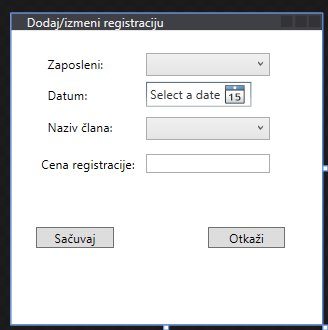 Dodaj/izmeni registraciju
Zaposleni:
Datum: Select a date 15
Naziv člana:
Cena registracije:
Sačuvaj Otkaži